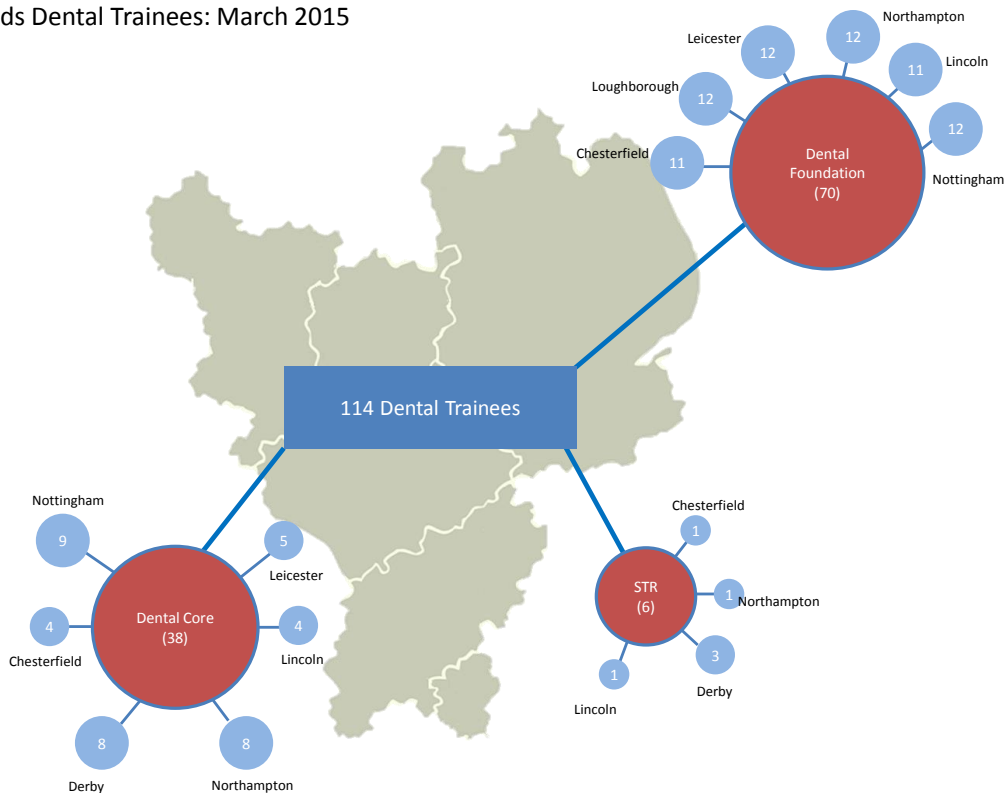 ds Dental Trainees: March 2015
Northampton
12
Leicester
12
Lincoln
11
Loughborough
12
12
Nottingham
Chesterfield
11
Dental
Foundation
(70)
114 Dental Trainees
Nottingham
9
5
Leicester
4
Chesterfield
Dental Core
(38)
4
Lincoln
8
Derby
8
Northampton
Chesterfield
1
STR
(6)
1
Northampton
3
Derby
1
Lincoln